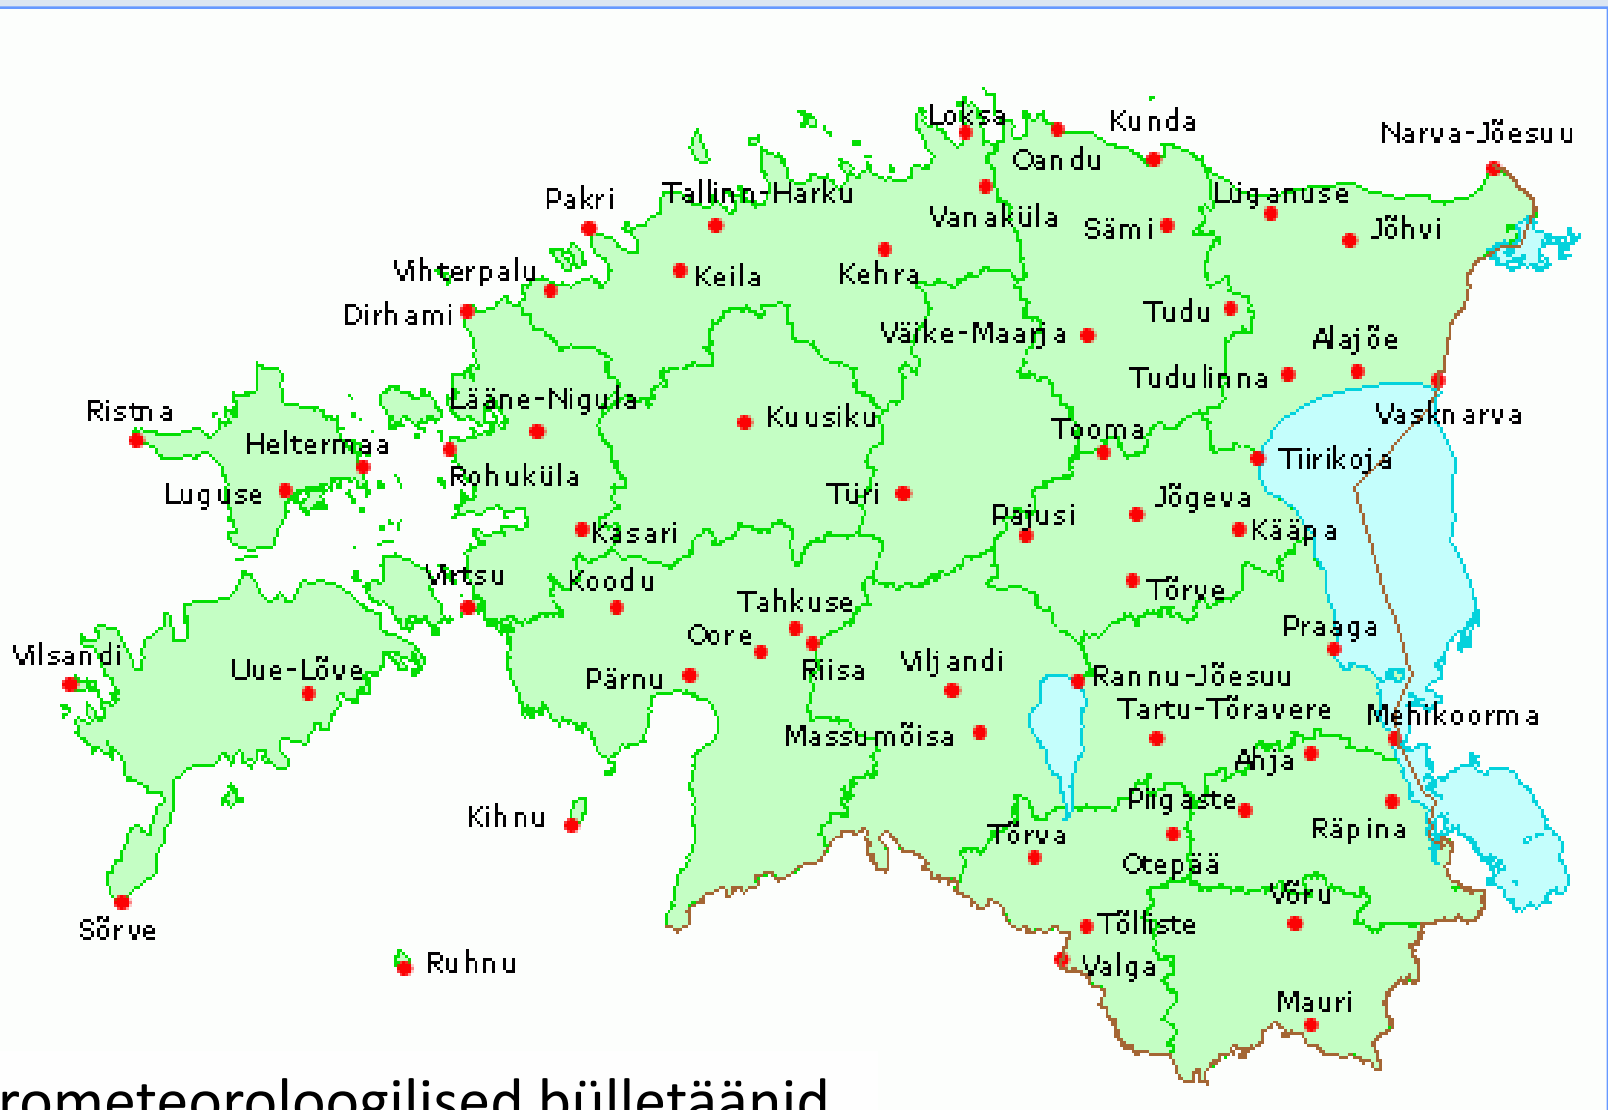 Loksa
Kunda
Narva-Jõesuu
Oandu
Pakri
Tallinn-Harku
Lüganuse
Vanaküla
Sämi
Jõhvi
Vihterpalu
Keila
Kehra
Dirhami
Tudu
Väike-Maarja
Alajõe
Tudulinna
Ristna
Lääne-Nigula
Kuusiku
Vasknarva
Heltermaa
Tooma
Tiirikoja
Rohuküla
Luguse
Türi
Jõgeva
Pajusi
Kasari
Kääpa
Virtsu
Koodu
Tõrve
Tahkuse
Oore
Praaga
Vilsandi
Uue-Lõve
Riisa
Viljandi
Pärnu
Rannu-Jõesuu
Tartu-Tõravere
Mehikoorma
Massumõisa
Ahja
Piigaste
Kihnu
Tõrva
Räpina
Otepää
Võru
Sõrve
Tõlliste
Ruhnu
Valga
Mauri
rometeoroloogilised bülletäänid